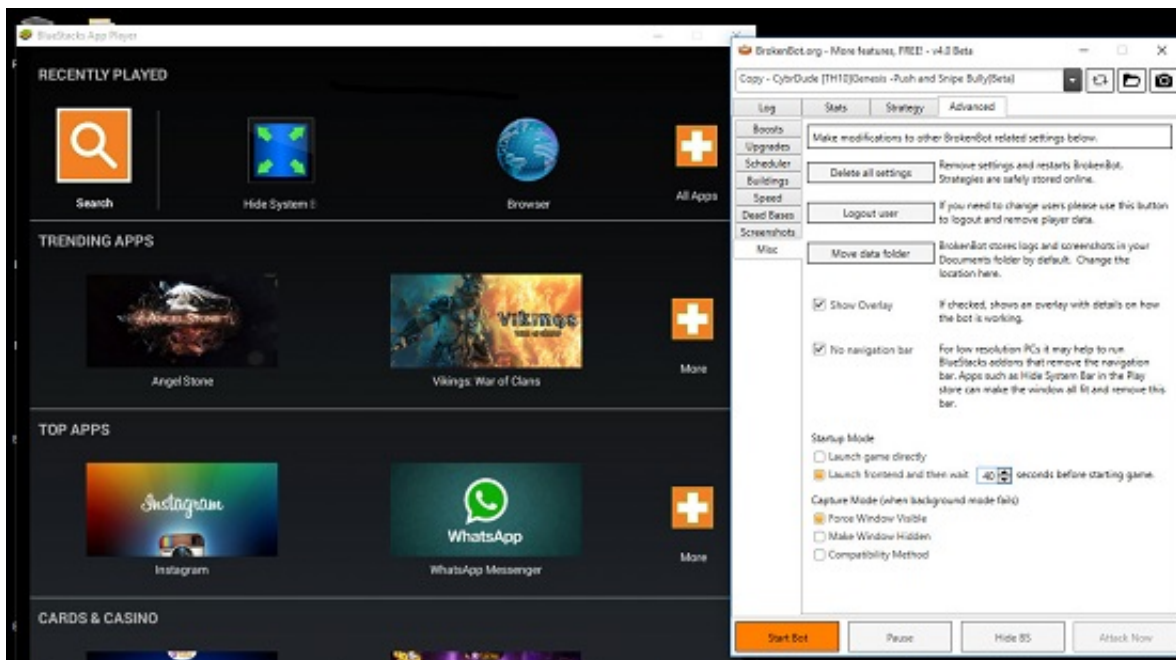 BlueStacks App Player
RECENTLY PLAYED
Search
Hide System
Browser
All Apps
TRENDING APPS
ANGEL STONE
Angel Stone
VIKINGS
Vikings: War of Clans
More
TOP APPS
Instagram
Instagram
WhatsApp
WhatsApp Messenger
More
CARDS & CASINO
BrokenBot.org - More features, FREE! - v4.0 Beta
Copy - CybrDude [TH10]Genesis -Push and Snipe Bully(Beta)
Log
Stats
Strategy
Advanced
Boosts
Upgrades
Scheduler
Buildings
Speed
Dead Bases
Screenshots
Misc
Make modifications to other BrokenBot related settings below.
Delete all settings
Remove settings and restarts BrokenBot.
Strategies are safely stored online.
Logout user
If you need to change users please use this button
to logout and remove player data.
Move data folder
BrokenBot stores logs and screenshots in your
Documents folder by default. Change the
location here.
Show Overlay
If checked, shows an overlay with details on how
the bot is working.
No navigation bar
For low resolution PCs it may help to run
BlueStacks addons that remove the navigation
bar. Apps such as Hide System Bar in the Play
store can make the window all fit and remove this
bar.
Startup Mode
Launch game directly
Launch frontend and then wait 40 seconds before starting game.
Capture Mode (when background mode fails)
Force Window Visible
Make Window Hidden
Compatibility Method
Start Bot
Pause
Hide BS
Attack Now